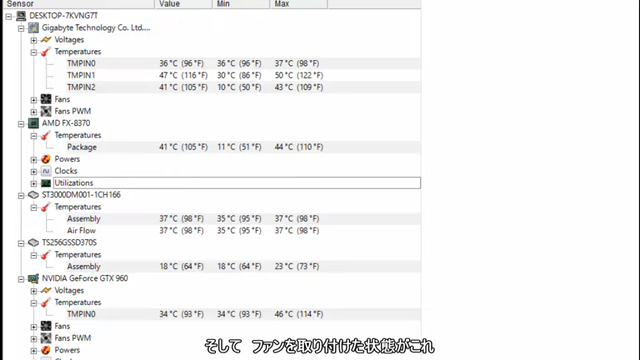 Sensor Value Min Max
DESKTOP-7KVNG7T
Gigabyte Technology Co. Ltd....
Voltages
Temperatures
TMPIN0 36 °C (96 °F) 36 °C (96 °F) 37 °C (98 °F)
TMPIN1 47 °C (116 °F) 30 °C (86 °F) 50 °C (122 °F)
TMPIN2 41 °C (105 °F) 10 °C (50 °F) 43 °C (109 °F)
Fans
Fans PWM
AMD FX-8370
Temperatures
Package 41 °C (105 °F) 11 °C (51 °F) 44 °C (110 °F)
Powers
Clocks
Utilizations
ST3000DM001-1CH166
Temperatures
Assembly 37 °C (98 °F) 35 °C (95 °F) 37 °C (98 °F)
Air Flow 37 °C (98 °F) 35 °C (95 °F) 37 °C (98 °F)
TS256GSSD370S
Temperatures
Assembly 18 °C (64 °F) 18 °C (64 °F) 23 °C (73 °F)
NVIDIA GeForce GTX 960
Voltages
Temperatures
TMPIN0 34 °C (93 °F) 34 °C (93 °F) 46 °C (114 °F)
Fans
Fans PWM
Powers
そして ファンを取り付けた状態がこれ